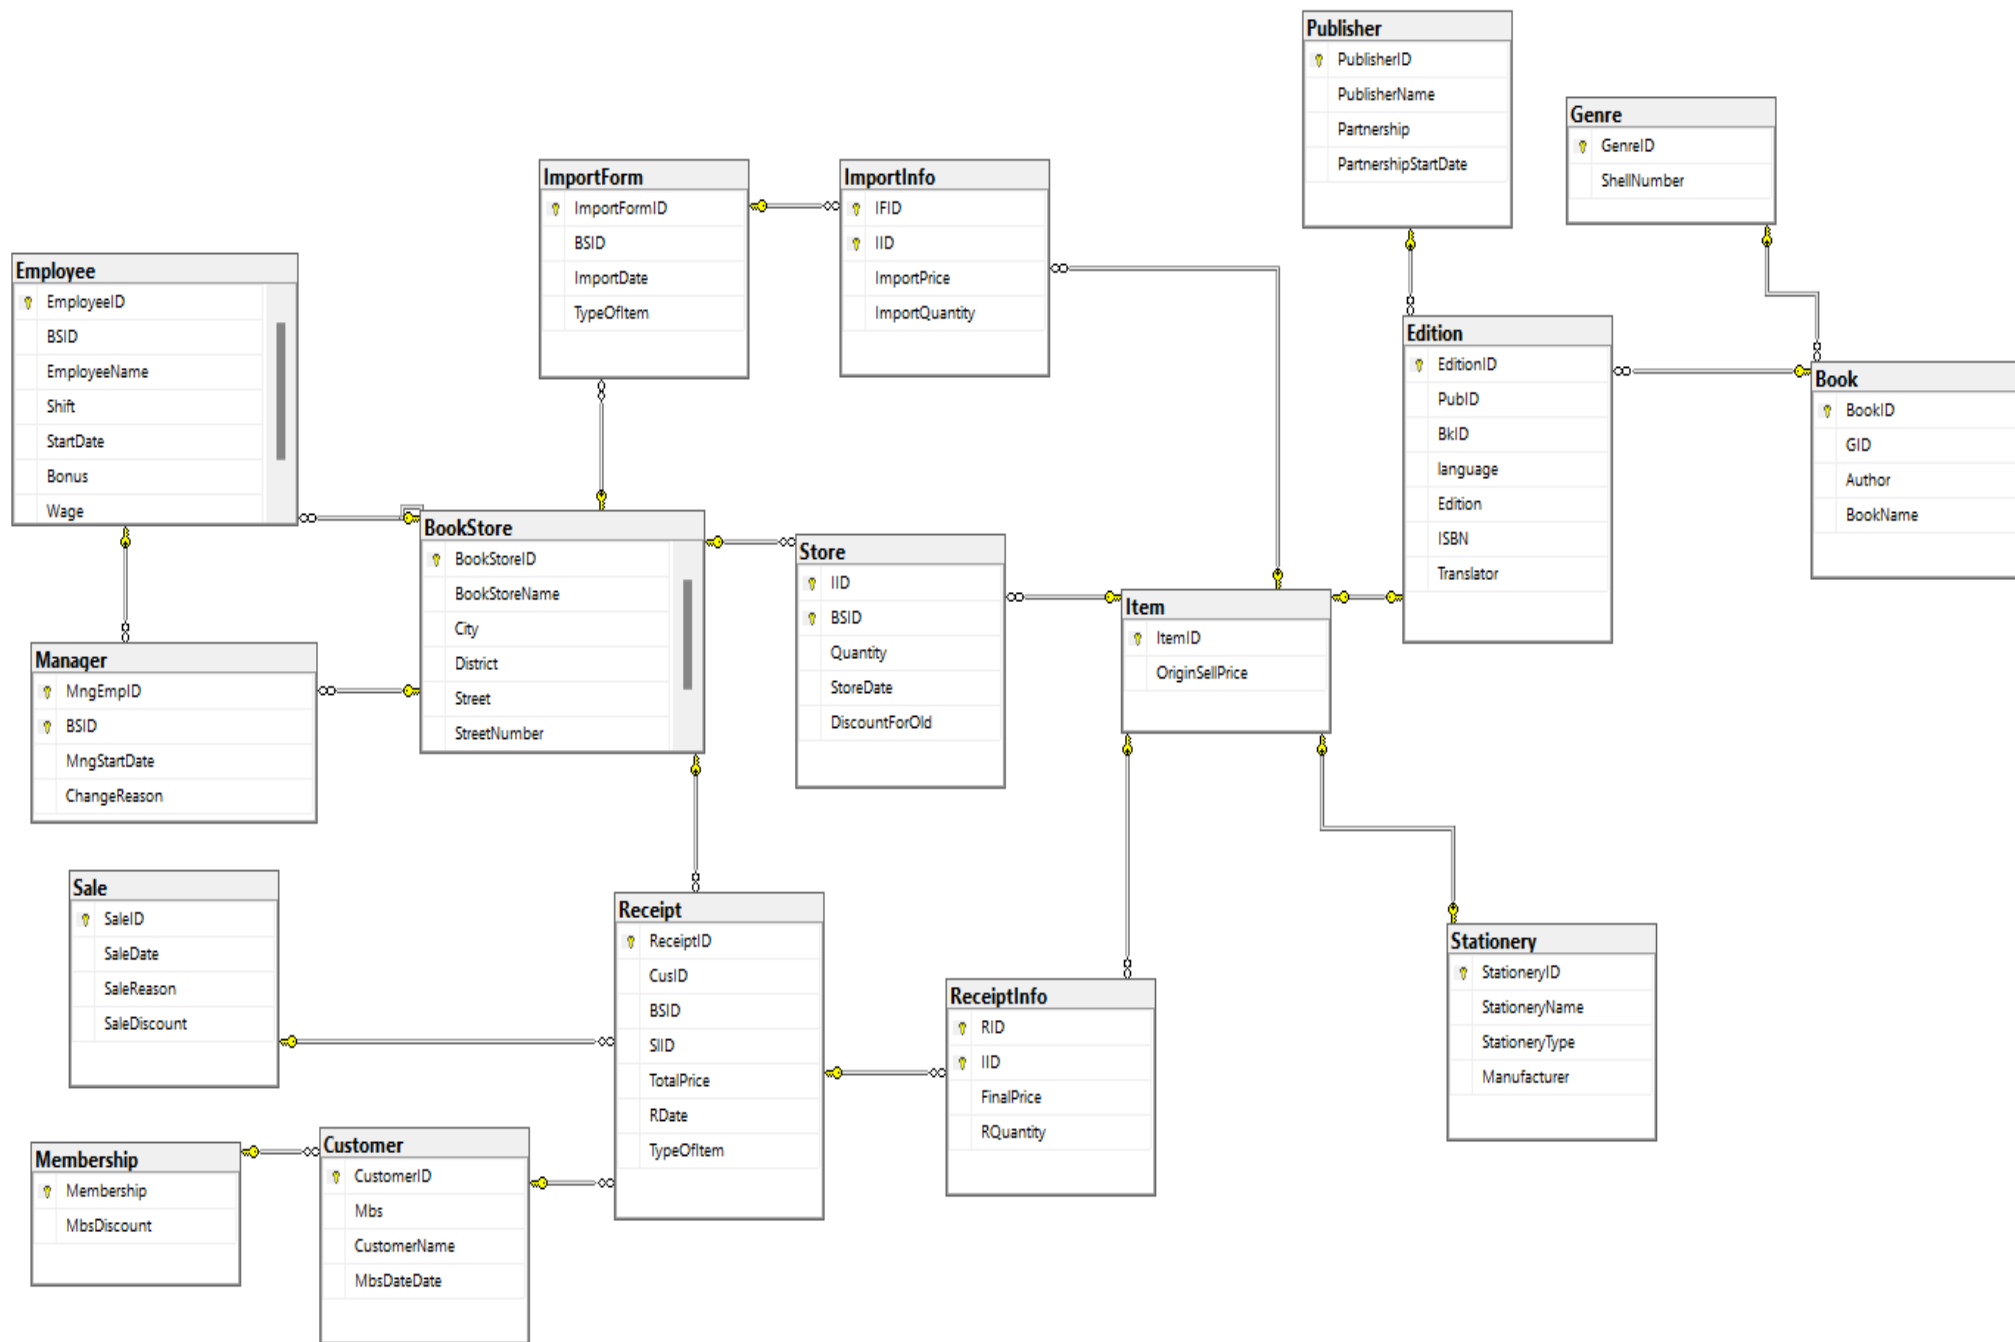 Publisher
PublisherID
PublisherName
Partnership
PartnershipStartDate
Genre
GenreID
ShellNumber
ImportForm
ImportFormID
BSID
ImportDate
TypeOfItem
ImportInfo
IFID
IID
ImportPrice
ImportQuantity
Employee
EmployeeID
BSID
EmployeeName
Shift
StartDate
Bonus
Wage
Edition
EditionID
PubID
BkID
language
Edition
ISBN
Translator
Book
BookID
GID
Author
BookName
BookStore
BookStoreID
BookStoreName
City
District
Street
StreetNumber
Store
IID
BSID
Quantity
StoreDate
DiscountForOld
Item
ItemID
OriginSellPrice
Manager
MngEmpID
BSID
MngStartDate
ChangeReason
Sale
SaleID
SaleDate
SaleReason
SaleDiscount
Receipt
ReceiptID
CusID
BSID
SIID
TotalPrice
RDate
TypeOfItem
ReceiptInfo
RID
IID
FinalPrice
RQuantity
Stationery
StationeryID
StationeryName
StationeryType
Manufacturer
Membership
Membership
MbsDiscount
Customer
CustomerID
Mbs
CustomerName
MbsDateDate